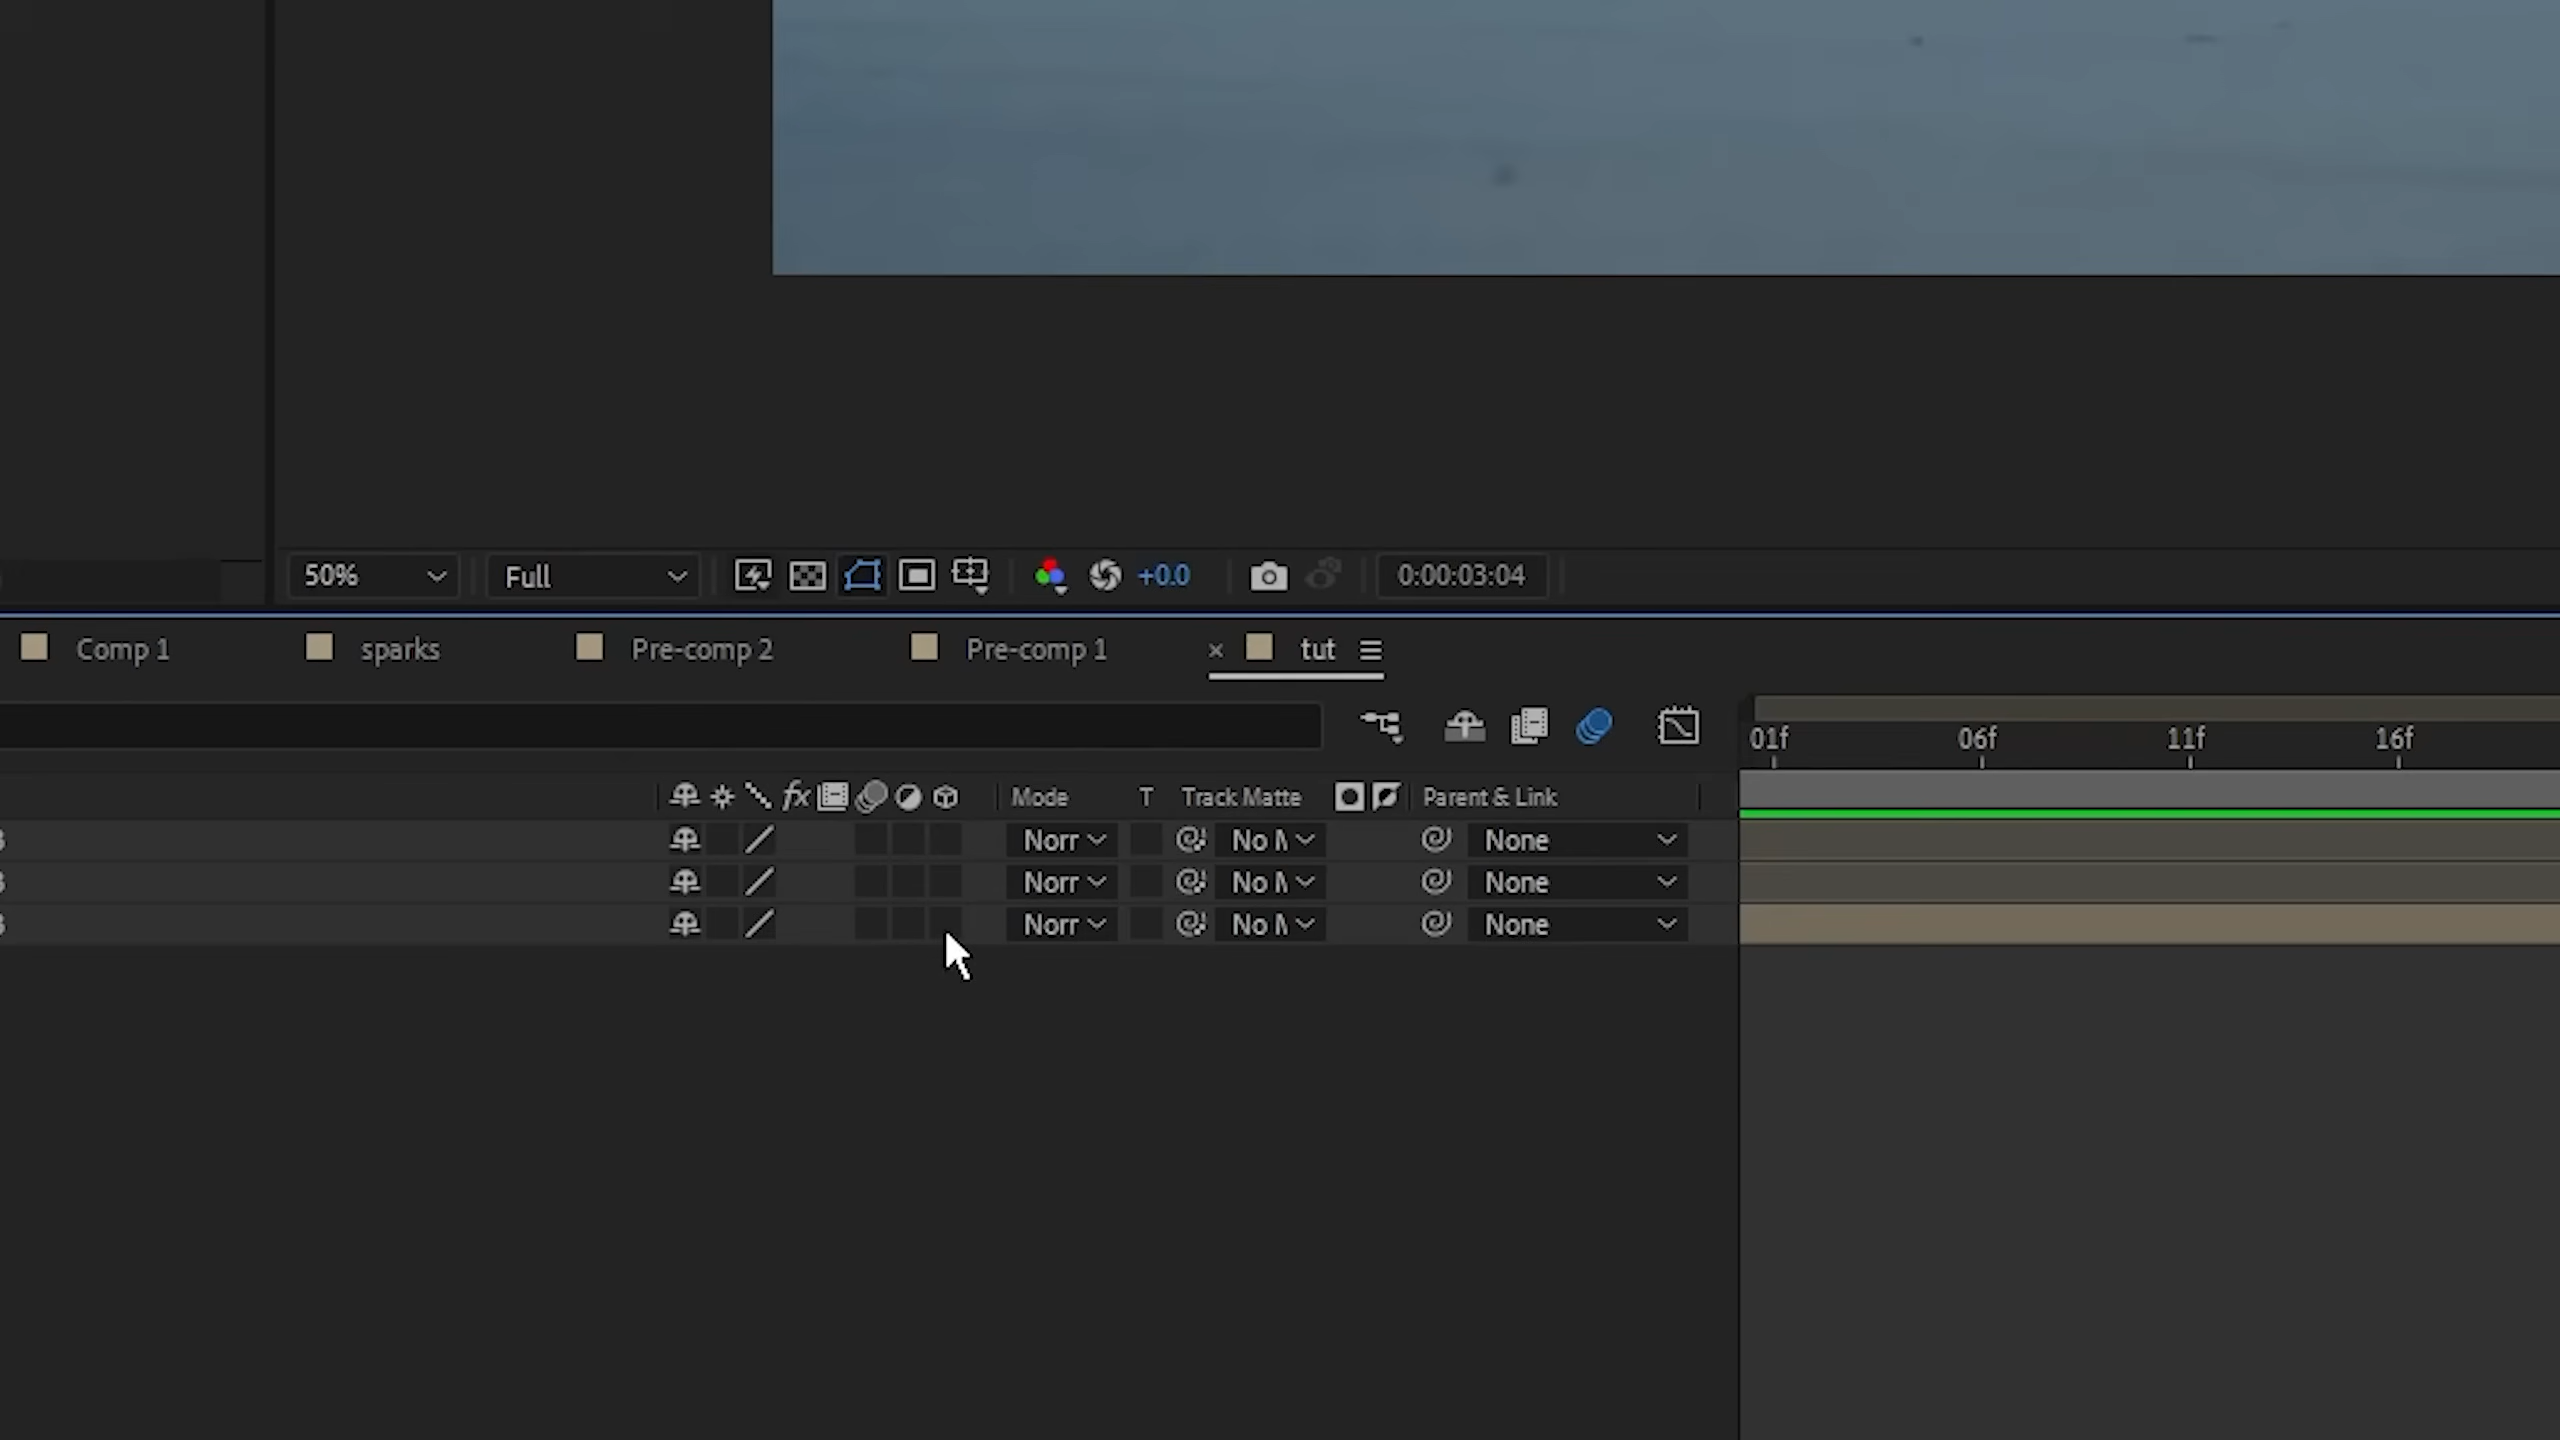 50% Full +0.0 0:00:03:04
Comp 1 sparks Pre-comp 2 Pre-comp 1 × tut
01f 06f 11f 16f
fx Mode T Track Matte Parent & Link
Norr No None
Norr No None
Norr No None